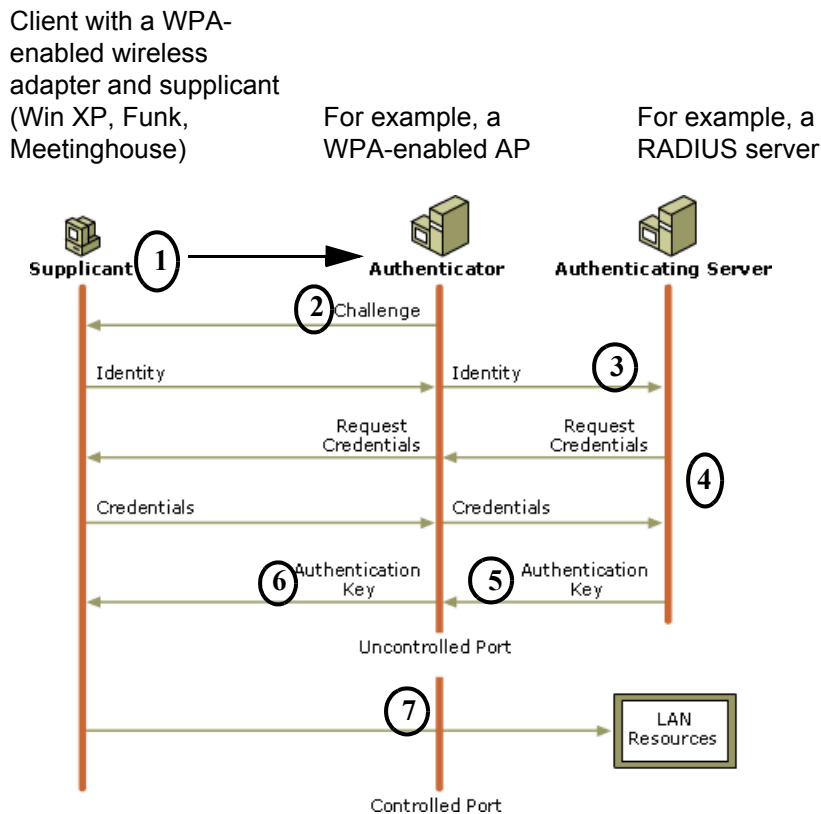 Client with a WPA-
enabled wireless
adapter and supplicant
(Win XP, Funk,
Meetinghouse)
For example, a
WPA-enabled AP
For example, a
RADIUS server
Supplicant
1
Authenticator
Authenticating Server
2
Challenge
Identity
Identity
3
Request
Credentials
Request
Credentials
4
Credentials
Credentials
6
Authentication
Key
5
Authentication
Key
Uncontrolled Port
7
LAN
Resources
Controlled Port